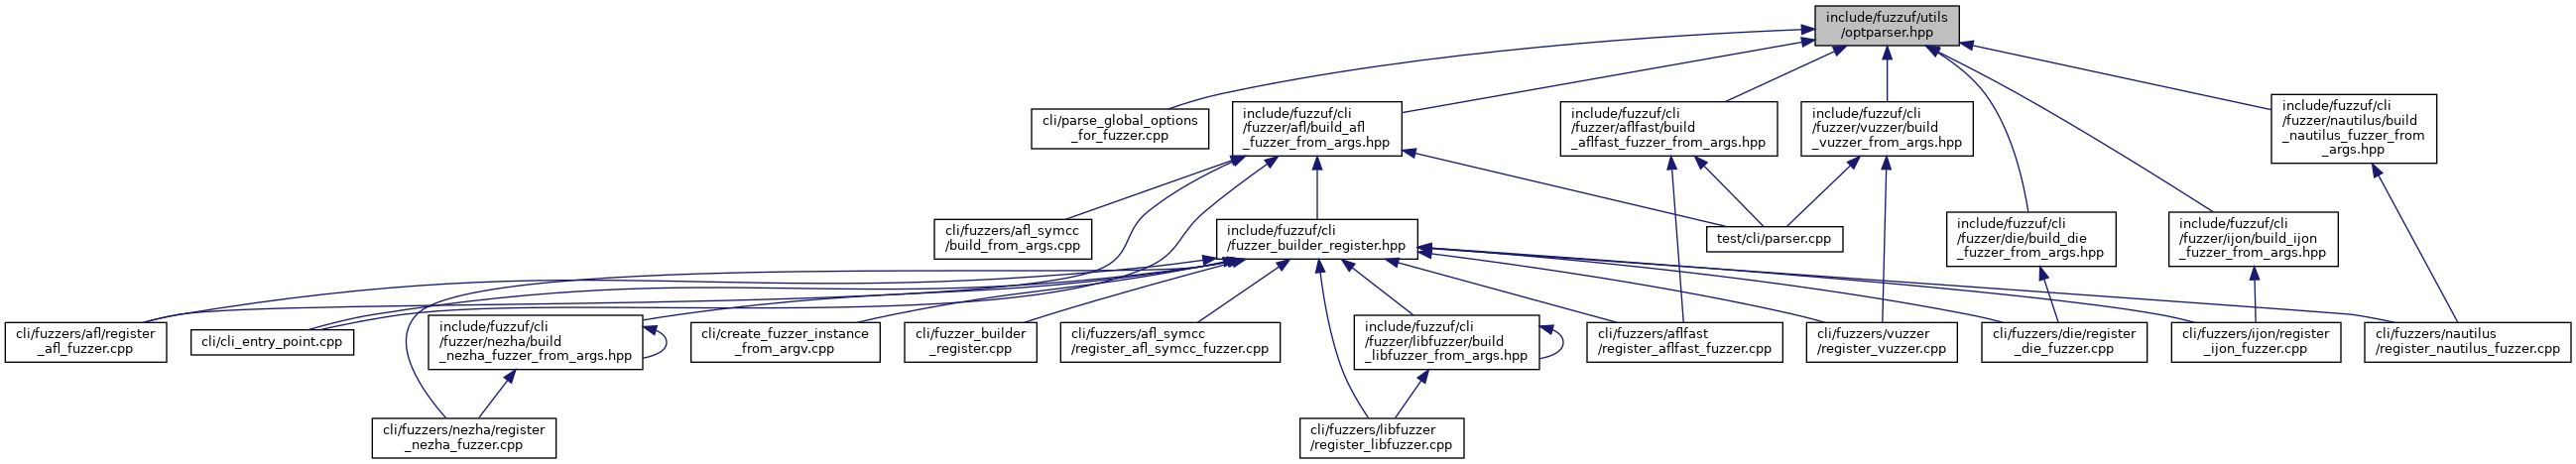 include/fuzzuf/utils
/optparser.hpp
cli/parse_global_options
_for_fuzzer.cpp
include/fuzzuf/cli
/fuzzer/afl/build_afl
_fuzzer_from_args.hpp
include/fuzzuf/cli
/fuzzer/aflfast/build
_aflfast_fuzzer_from_args.hpp
include/fuzzuf/cli
/fuzzer/vuzzer/build
_vuzzer_from_args.hpp
include/fuzzuf/cli
/fuzzer/nautilus/build
_nautilus_fuzzer_from
_args.hpp
cli/fuzzers/afl_symcc
/build_from_args.cpp
include/fuzzuf/cli
/fuzzer_builder_register.hpp
test/cli/parser.cpp
include/fuzzuf/cli
/fuzzer/die/build_die
_fuzzer_from_args.hpp
include/fuzzuf/cli
/fuzzer/ijon/build_ijon
_fuzzer_from_args.hpp
cli/fuzzers/afl/register
_afl_fuzzer.cpp
cli/cli_entry_point.cpp
include/fuzzuf/cli
/fuzzer/nezha/build
_nezha_fuzzer_from_args.hpp
cli/create_fuzzer_instance
_from_argv.cpp
cli/fuzzer_builder
_register.cpp
cli/fuzzers/afl_symcc
/register_afl_symcc_fuzzer.cpp
include/fuzzuf/cli
/fuzzer/libfuzzer/build
_libfuzzer_from_args.hpp
cli/fuzzers/aflfast
/register_aflfast_fuzzer.cpp
cli/fuzzers/vuzzer
/register_vuzzer.cpp
cli/fuzzers/die/register
_die_fuzzer.cpp
cli/fuzzers/ijon/register
_ijon_fuzzer.cpp
cli/fuzzers/nautilus
/register_nautilus_fuzzer.cpp
cli/fuzzers/nezha/register
_nezha_fuzzer.cpp
cli/fuzzers/libfuzzer
/register_libfuzzer.cpp